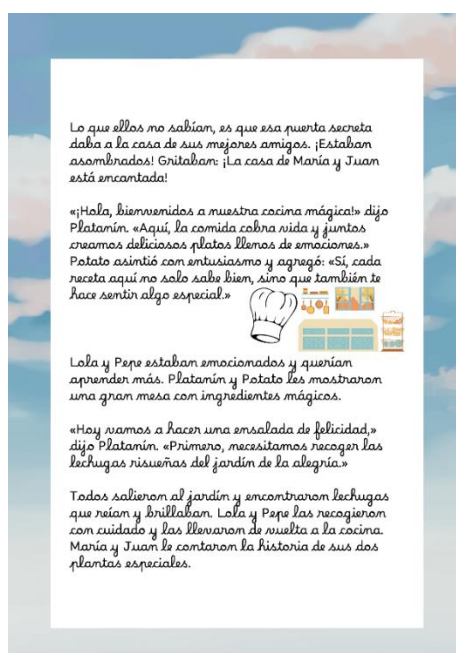 Lo que ellos no sabían, es que esa puerta secreta
daba a la casa de sus mejores amigos. ¡Estaban
asombrados! Gritaban: ¡La casa de María y Juan
está encantada!
«¡Hola, bienvenidos a nuestra cocina mágica!» dijo
Platanín. «Aquí, la comida cobra vida y juntos
creamos deliciosos platos llenos de emociones.»
Potato asintió con entusiasmo y agregó: «Sí, cada
receta aquí no solo sabe bien, sino que también te
hace sentir algo especial.»
Lola y Pepe estaban emocionados y querían
aprender más. Platanín y Potato les mostraron
una gran mesa con ingredientes mágicos.
«Hoy vamos a hacer una ensalada de felicidad,»
dijo Platanín. «Primero, necesitamos recoger las
lechugas risueñas del jardín de la alegría.»
Todos salieron al jardín y encontraron lechugas
que reían y brillaban. Lola y Pepe las recogieron
con cuidado y las llevaron de vuelta a la cocina.
María y Juan le contaron la historia de sus dos
plantas especiales.